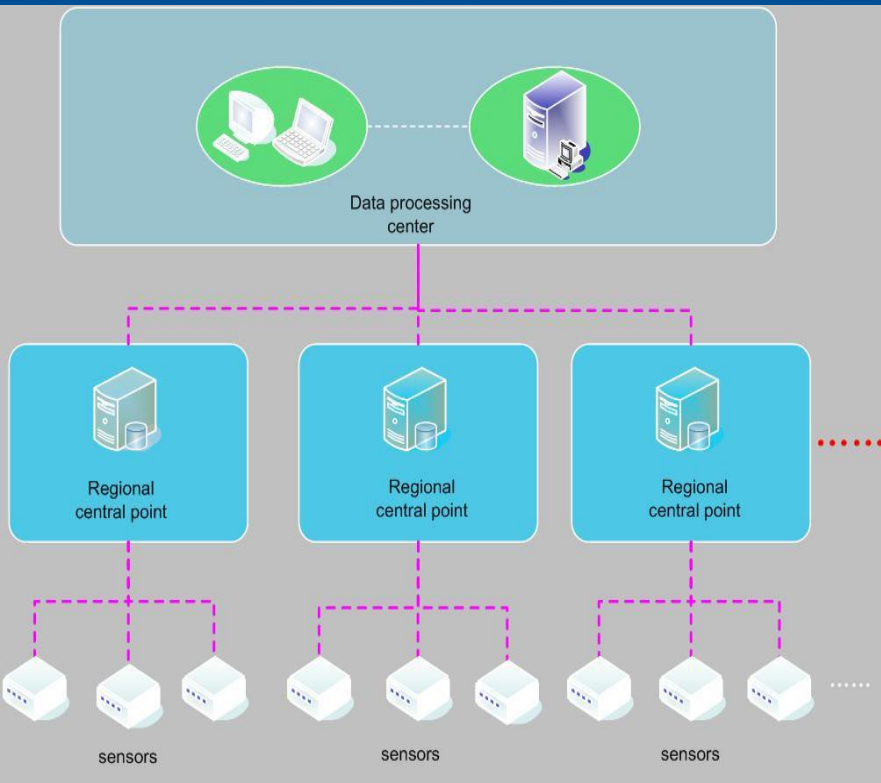 Data processing
center
Regional
central point
Regional
central point
Regional
central point
sensors
sensors
sensors